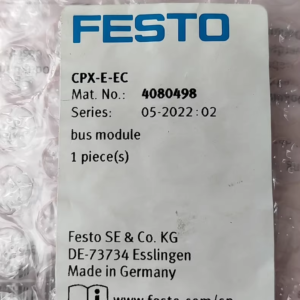 FESTO
CPX-E-EC
Mat. No.: 4080498
Series: 05-2022:02
bus module
1 piece(s)
Festo SE & Co. KG
DE-73734 Esslingen
Made in Germany